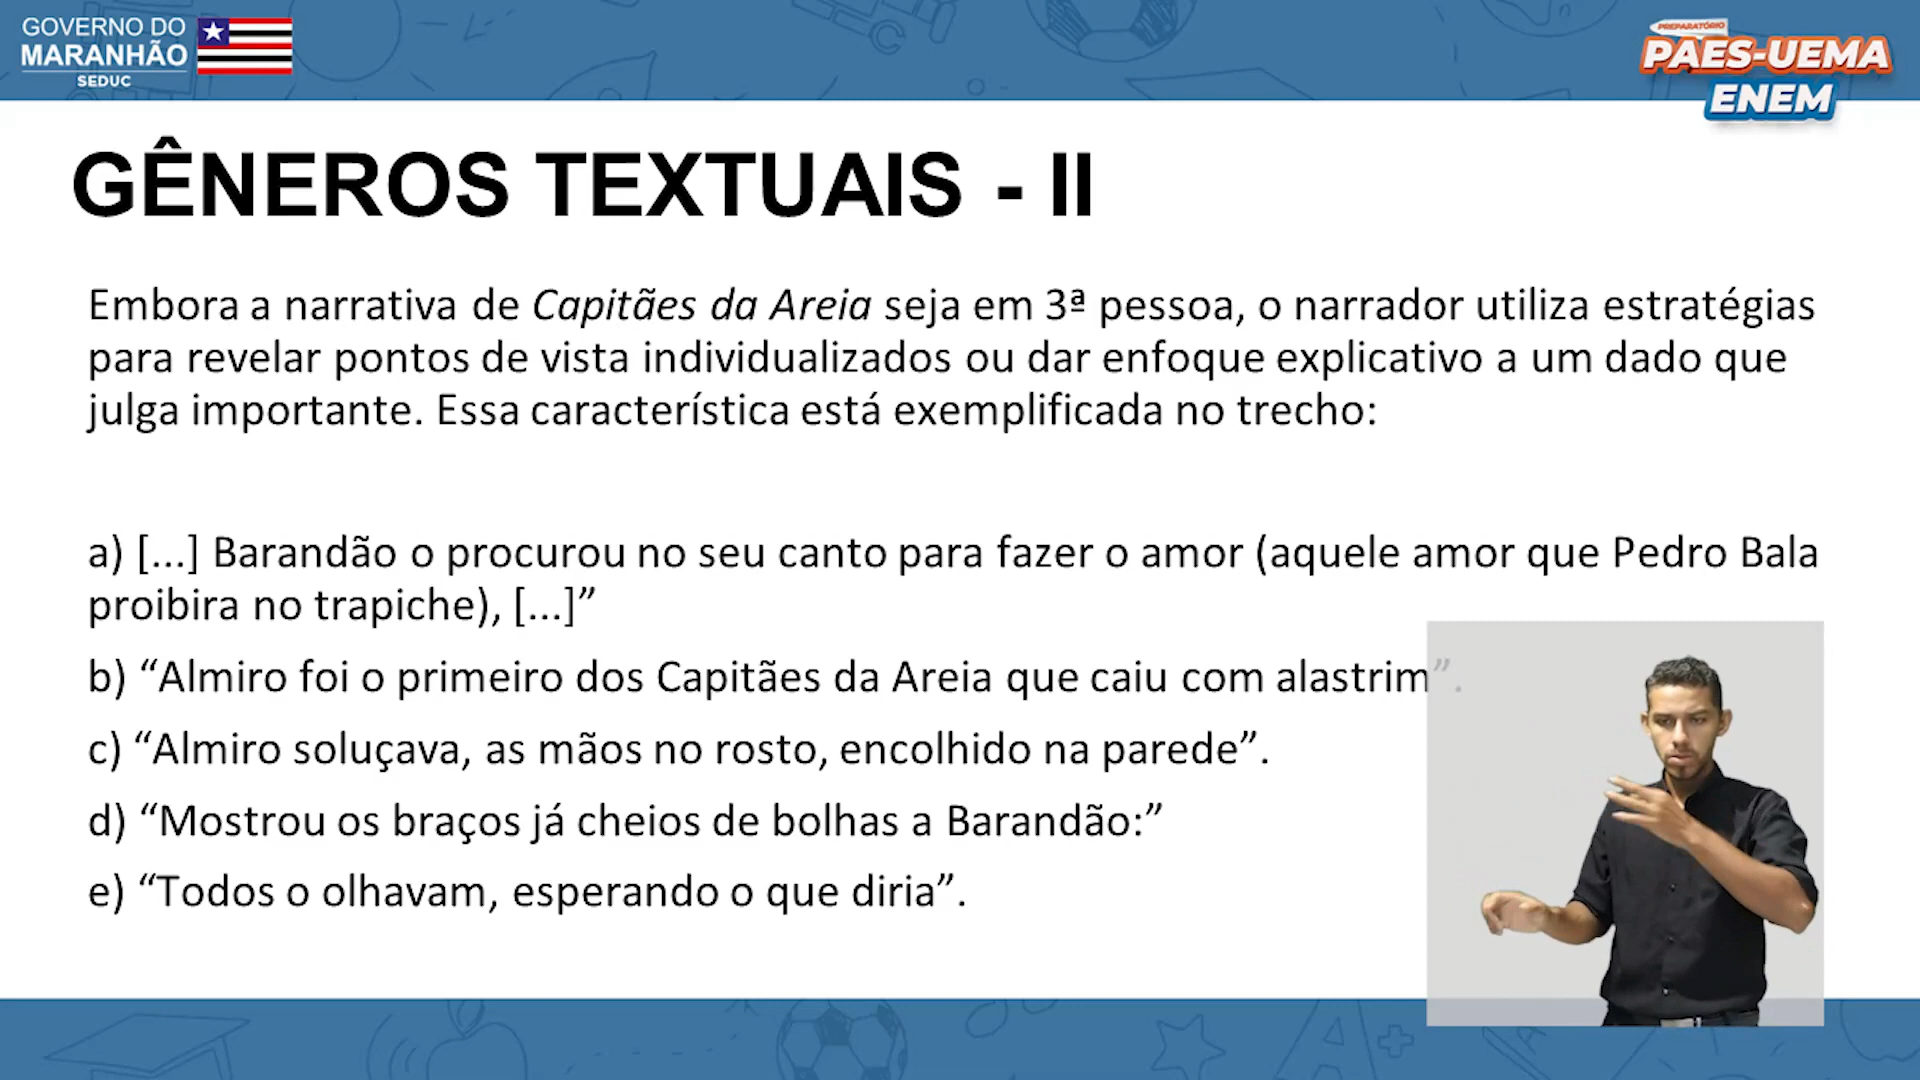 GOVERNO DO
MARANHÃO
SEDUC
PREPARATÓRIO
PAES-UEMA
ENEM
GÊNEROS TEXTUAIS - II
Embora a narrativa de Capitães da Areia seja em 3ª pessoa, o narrador utiliza estratégias
para revelar pontos de vista individualizados ou dar enfoque explicativo a um dado que
julga importante. Essa característica está exemplificada no trecho:
a) [...] Barandão o procurou no seu canto para fazer o amor (aquele amor que Pedro Bala
proibira no trapiche), [...]”
b) “Almiro foi o primeiro dos Capitães da Areia que caiu com alastrim”.
c) “Almiro soluçava, as mãos no rosto, encolhido na parede”.
d) “Mostrou os braços já cheios de bolhas a Barandão:”
e) “Todos o olhavam, esperando o que diria”.